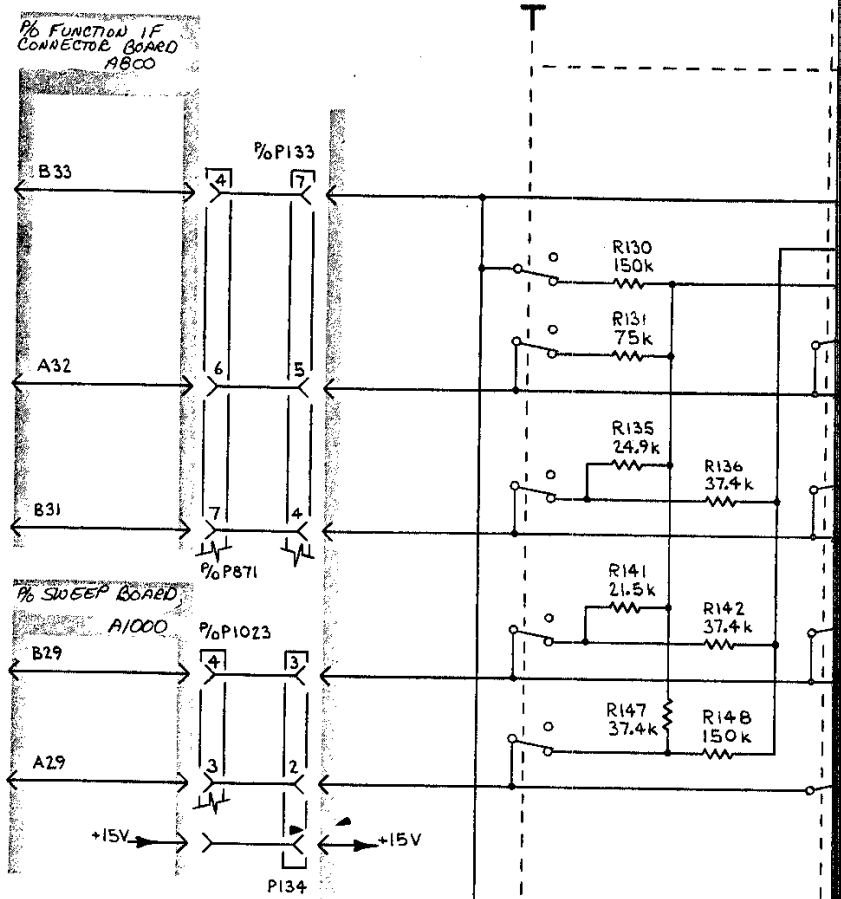 T
P/O FUNCTION IF
CONNECTOR BOARD
A800
P/O P133
B33
4
7
R130
150k
R131
75k
A32
6
5
R135
24.9k
R136
37.4k
B31
7
4
P/O P871
R141
21.5k
P/O SWEEP BOARD
A1000
P/O P1023
R142
37.4k
B29
4
3
R147
37.4k
R148
150k
A29
3
2
+15V
+15V
P134